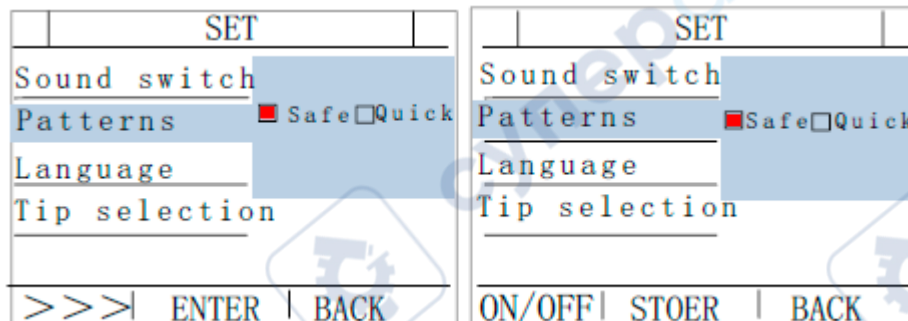 SET
Sound switch
Patterns
Safe Quick
Language
Tip selection
>>> ENTER BACK
SET
Sound switch
Patterns
Safe Quick
Language
Tip selection
ON/OFF STOER BACK